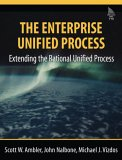 THE ENTERPRISE
UNIFIED PROCESS
Extending the Rational Unified Process
Scott W. Ambler, John Nalbone, Michael J. Vizdos